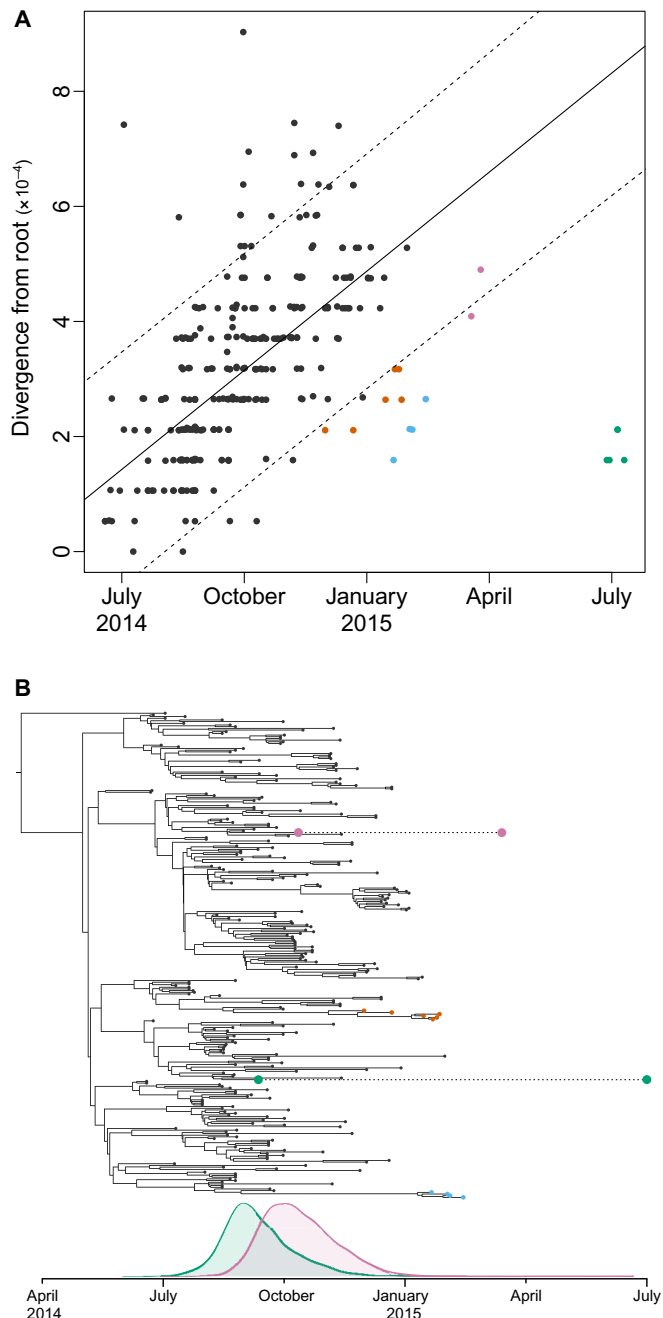 A
Divergence from root (×10⁻⁴)
8
6
4
2
0
July
2014
October
January
2015
April
July
B
April
2014
July
October
January
2015
April
July